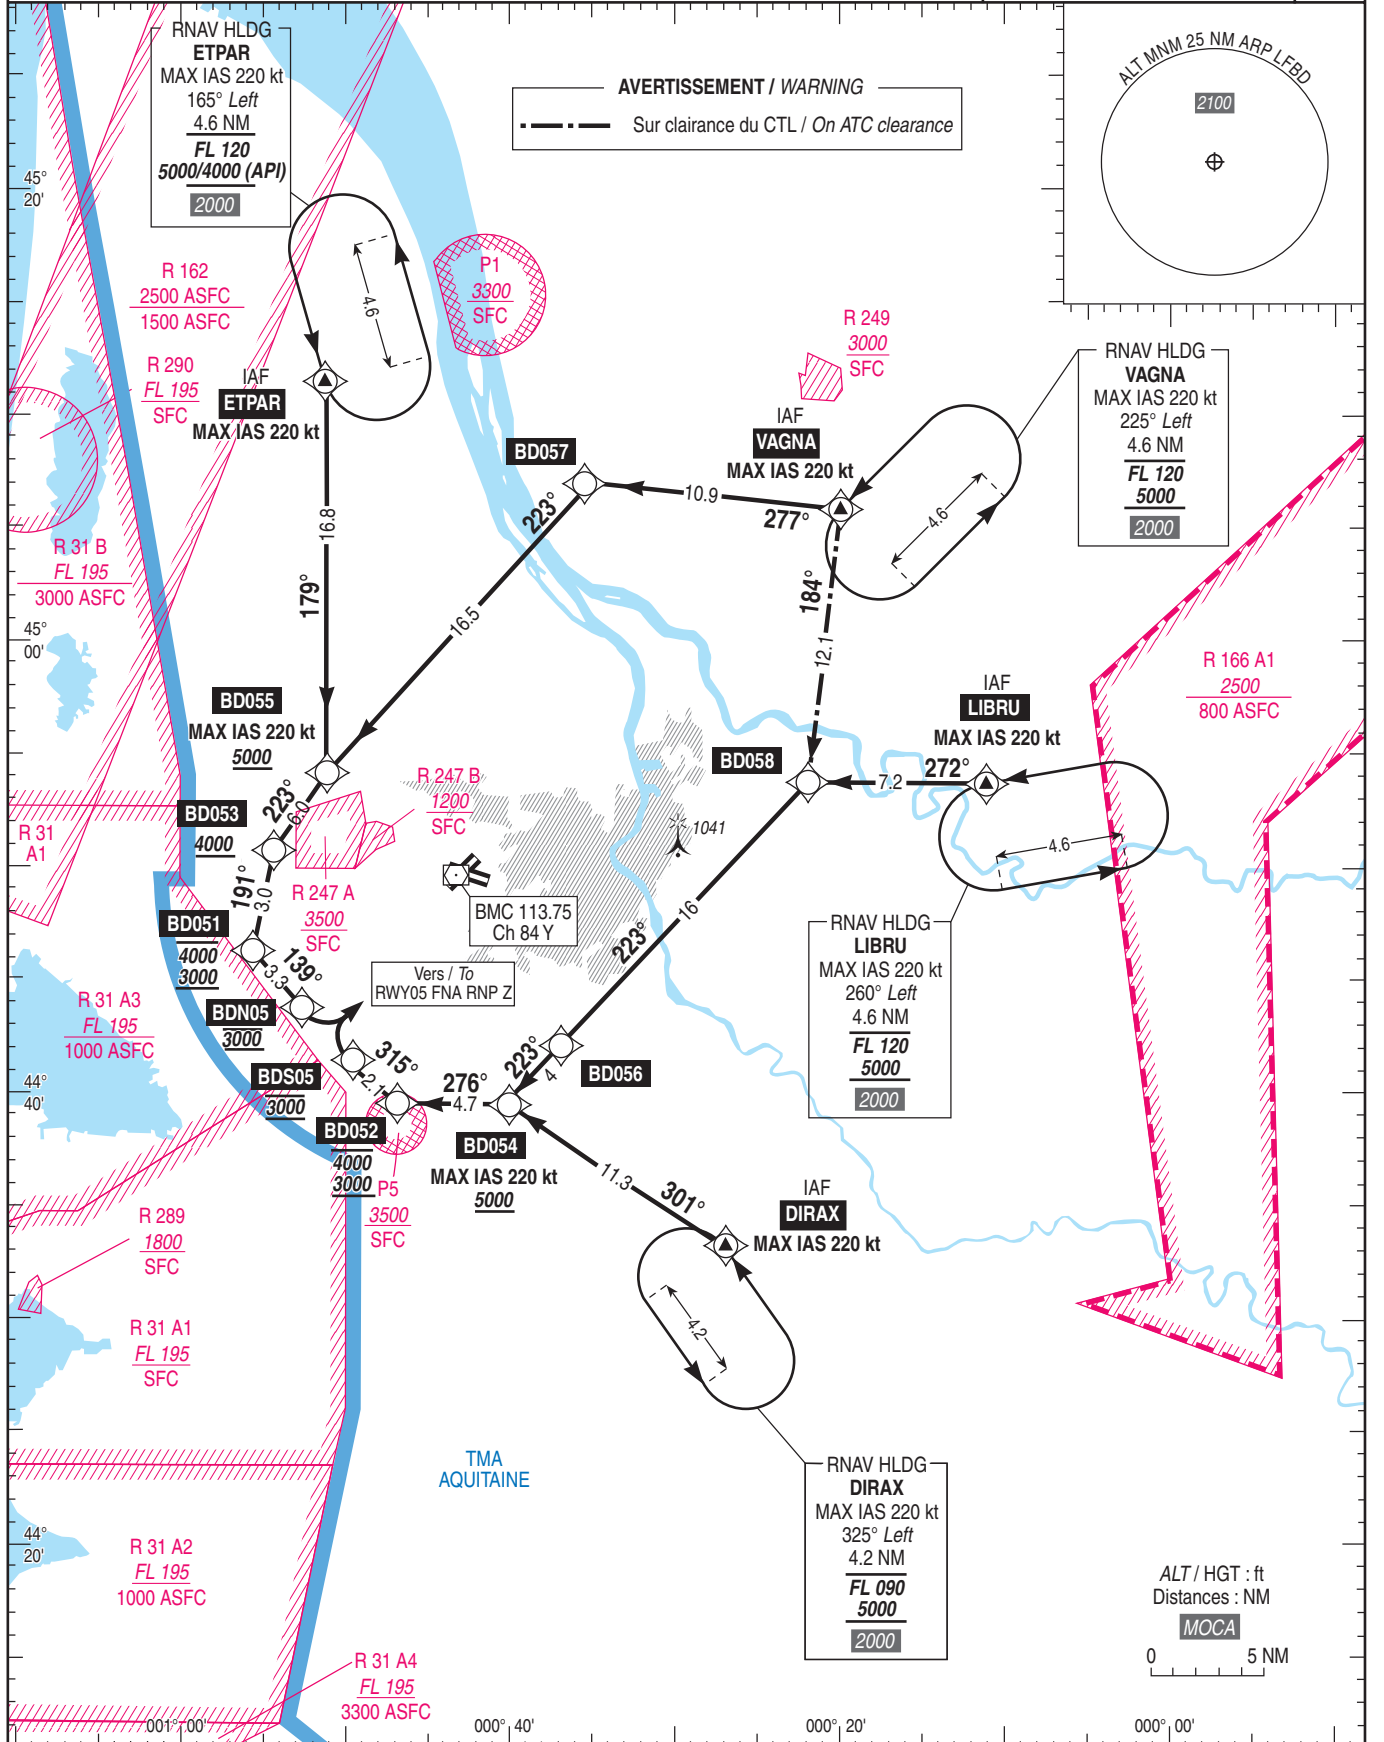 RNAV HLDG
ETPAR
MAX IAS 220 kt
165° Left
4.6 NM
FL 120
5000/4000 (API)
2000
AVERTISSEMENT / WARNING
Sur clairance du CTL / On ATC clearance
ALT MNM 25 NM ARP LFBD
2100
45°
20'
R 162
2500 ASFC
1500 ASFC
4.6
P1
3300
SFC
R 249
3000
SFC
R 290
FL 195
SFC
IAF
ETPAR
MAX IAS 220 kt
RNAV HLDG
VAGNA
MAX IAS 220 kt
225° Left
4.6 NM
FL 120
5000
2000
IAF
VAGNA
MAX IAS 220 kt
BD057
10.9
277°
4.6
223°
16.8
179°
16.5
184°
12.1
R 31 B
FL 195
3000 ASFC
45°
00'
R 166 A1
2500
800 ASFC
BD055
MAX IAS 220 kt
5000
IAF
LIBRU
MAX IAS 220 kt
BD058
7.2
272°
4.6
R 247 B
1200
SFC
223°
6.0
BD053
4000
R 31
A1
1041
191°
3.0
R 247 A
3500
SFC
BMC 113.75
Ch 84 Y
BD051
4000
3000
16
223°
RNAV HLDG
LIBRU
MAX IAS 220 kt
260° Left
4.6 NM
FL 120
5000
2000
139°
3.3
Vers / To
RWY05 FNA RNP Z
R 31 A3
FL 195
1000 ASFC
BDN05
3000
315°
2.1
276°
4.7
223°
4
BD056
44°
40'
BDS05
3000
BD052
4000
3000
BD054
MAX IAS 220 kt
5000
P5
3500
SFC
11.3
301°
IAF
DIRAX
MAX IAS 220 kt
R 289
1800
SFC
4.2
R 31 A1
FL 195
SFC
TMA
AQUITAINE
RNAV HLDG
DIRAX
MAX IAS 220 kt
325° Left
4.2 NM
FL 090
5000
2000
44°
20'
R 31 A2
FL 195
1000 ASFC
ALT / HGT : ft
Distances : NM
MOCA
0 5 NM
R 31 A4
FL 195
3300 ASFC
001° 00'
000° 40'
000° 20'
000° 00'